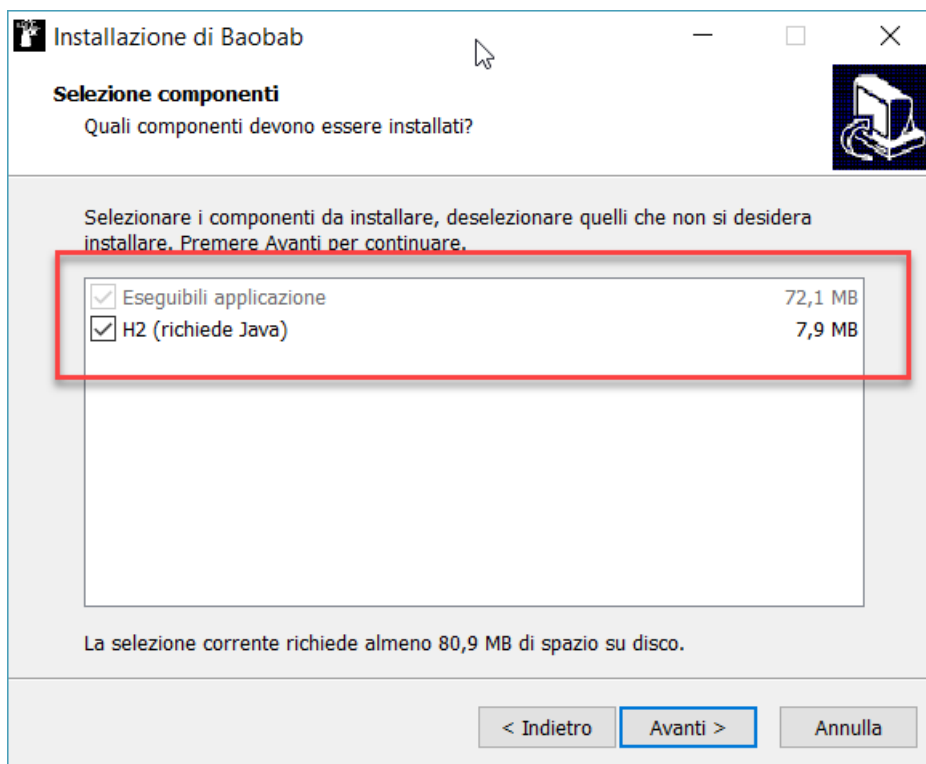 Installazione di Baobab
Selezione componenti
Quali componenti devono essere installati?
Selezionare i componenti da installare, deselezionare quelli che non si desidera
installare. Premere Avanti per continuare.
Eseguibili applicazione 72,1 MB
H2 (richiede Java) 7,9 MB
La selezione corrente richiede almeno 80,9 MB di spazio su disco.
< Indietro Avanti > Annulla